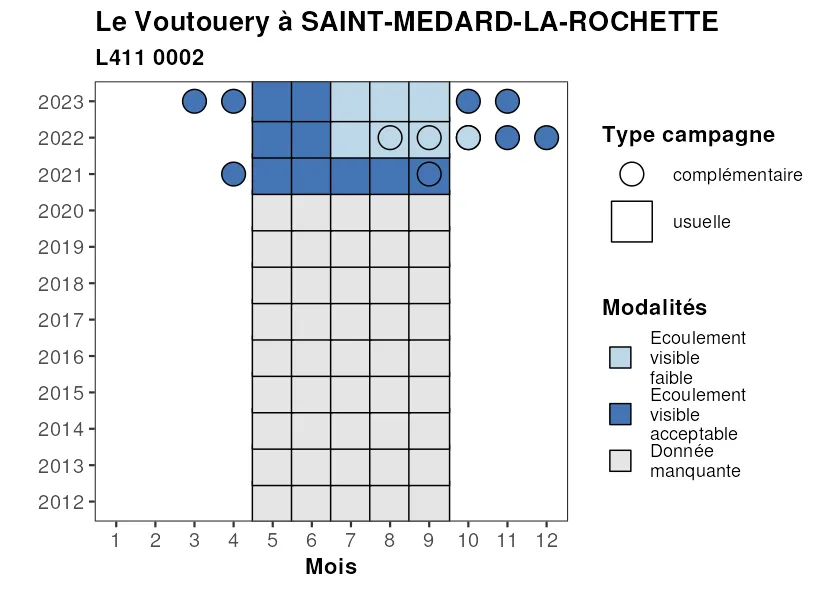 Le Voutouery à SAINT-MEDARD-LA-ROCHETTE
L411 0002
2023
2022
2021
2020
2019
2018
2017
2016
2015
2014
2013
2012
1 2 3 4 5 6 7 8 9 10 11 12
Mois
Type campagne
complémentaire
usuelle
Modalités
Ecoulement
visible
faible
Ecoulement
visible
acceptable
Donnée
manquante